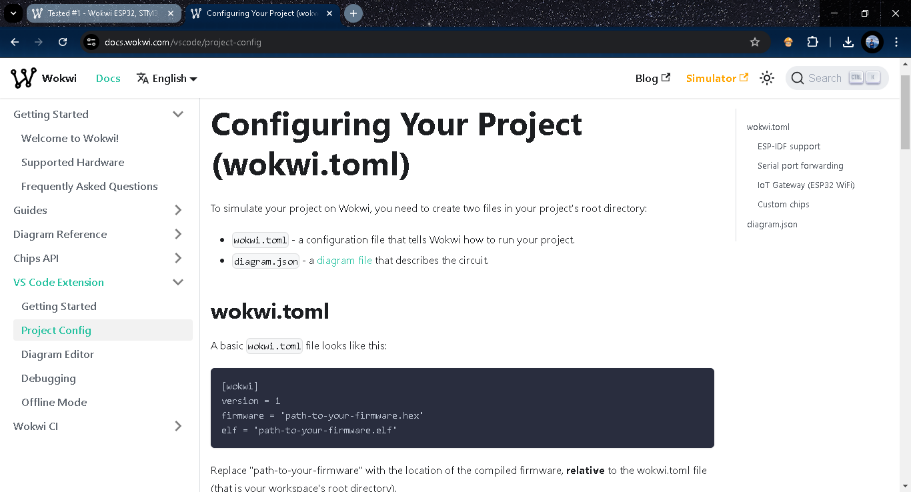 Tested #1 - Wokwi ESP32, STM3
Configuring Your Project (wokw
docs.wokwi.com/vscode/project-config
Wokwi
Docs
English
Blog
Simulator
Search
CTRL
K
Getting Started
Welcome to Wokwi!
Supported Hardware
Frequently Asked Questions
Guides
Diagram Reference
Chips API
VS Code Extension
Getting Started
Project Config
Diagram Editor
Debugging
Offline Mode
Wokwi CI
Configuring Your Project
(wokwi.toml)
To simulate your project on Wokwi, you need to create two files in your project's root directory:
wokwi.toml - a configuration file that tells Wokwi how to run your project.
diagram.json - a diagram file that describes the circuit.
wokwi.toml
A basic wokwi.toml file looks like this:
[wokwi]
version = 1
firmware = 'path-to-your-firmware.hex'
elf = "path-to-your-firmware.elf"
Replace "path-to-your-firmware" with the location of the compiled firmware, relative to the wokwi.toml file
(that is your workspace's root directory).
wokwi.toml
ESP-IDF support
Serial port forwarding
IoT Gateway (ESP32 WiFi)
Custom chips
diagram.json